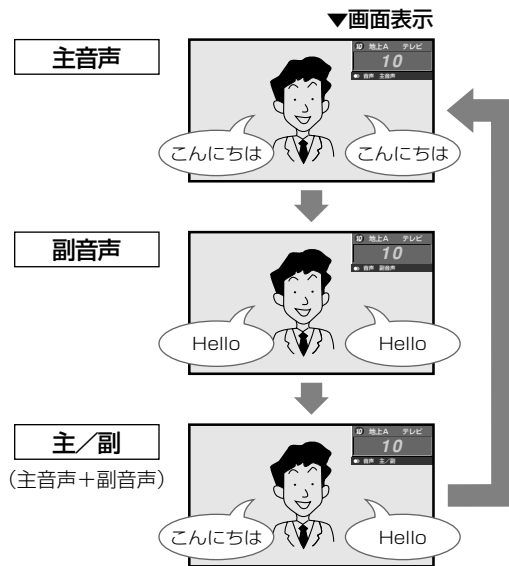 ▼画面表示
主音声
10 地上A テレビ
10
音声 主音声
こんにちは
こんにちは
副音声
10 地上A テレビ
10
音声 副音声
Hello
Hello
主／副
（主音声＋副音声）
10 地上A テレビ
10
音声 主／副
こんにちは
Hello